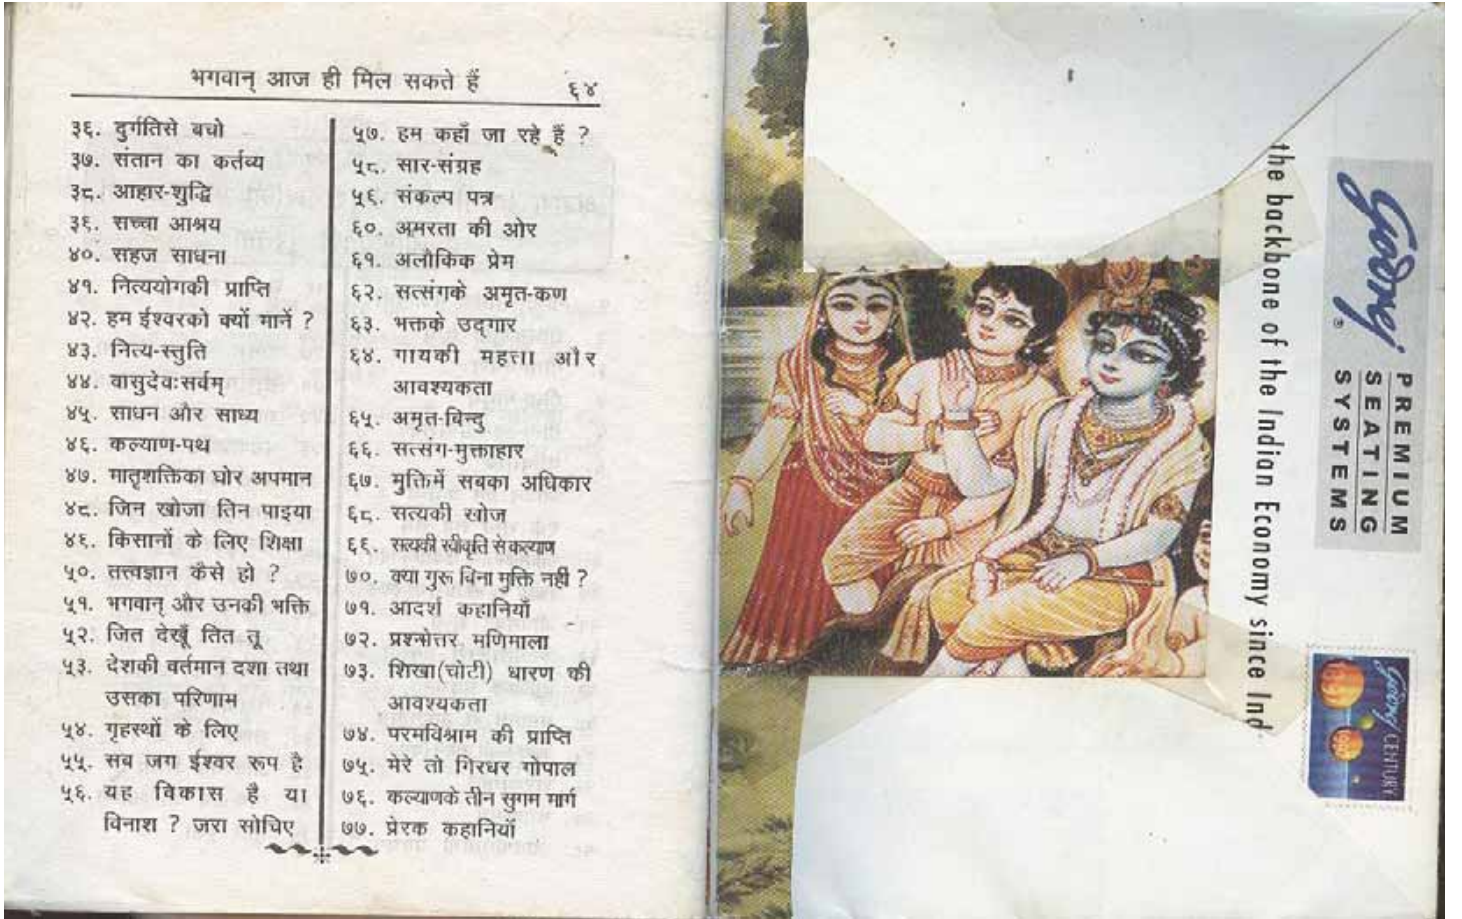 भगवान् आज ही मिल सकते हैं
६४
३६. दुर्गतिसे बचो
३७. संतान का कर्तव्य
३८. आहार-शुद्धि
३६. सच्चा आश्रय
४०. सहज साधना
४१. नित्ययोगकी प्राप्ति
४२. हम ईश्वरको क्यों मानें ?
४३. नित्य-स्तुति
४४. वासुदेवःसर्वम्
४५. साधन और साध्य
४६. कल्याण-पथ
४७. मातृशक्तिका घोर अपमान
४८. जिन खोजा तिन पाइया
४६. किसानों के लिए शिक्षा
५०. तत्त्वज्ञान कैसे हो ?
५१. भगवान् और उनकी भक्ति
५२. जित देखूँ तित तू
५३. देशकी वर्तमान दशा तथा
उसका परिणाम
५४. गृहस्थों के लिए
५५. सब जग ईश्वर रूप है
५६. यह विकास है या
विनाश ? जरा सोचिए
५७. हम कहाँ जा रहे हैं ?
५८. सार-संग्रह
५६. संकल्प पत्र
६०. अमरता की ओर
६१. अलौकिक प्रेम
६२. सत्संगके अमृत-कण
६३. भक्तके उद्गार
६४. गायकी महत्ता और
आवश्यकता
६५. अमृत-बिन्दु
६६. सत्संग-मुक्ताहार
६७. मुक्तिमें सबका अधिकार
६८. सत्यकी खोज
६६. सत्यकी स्वीकृति से कल्याण
७०. क्या गुरू बिना मुक्ति नहीं ?
७१. आदर्श कहानियाँ
७२. प्रश्नोत्तर मणिमाला
७३. शिखा(चोटी) धारण की
आवश्यकता
७४. परमविश्राम की प्राप्ति
७५. मेरे तो गिरधर गोपाल
७६. कल्याणके तीन सुगम मार्ग
७७. प्रेरक कहानियाँ
Godrej ®
PREMIUM
SEATING
SYSTEMS
the backbone of the Indian Economy since Ind
Godrej CENTURY